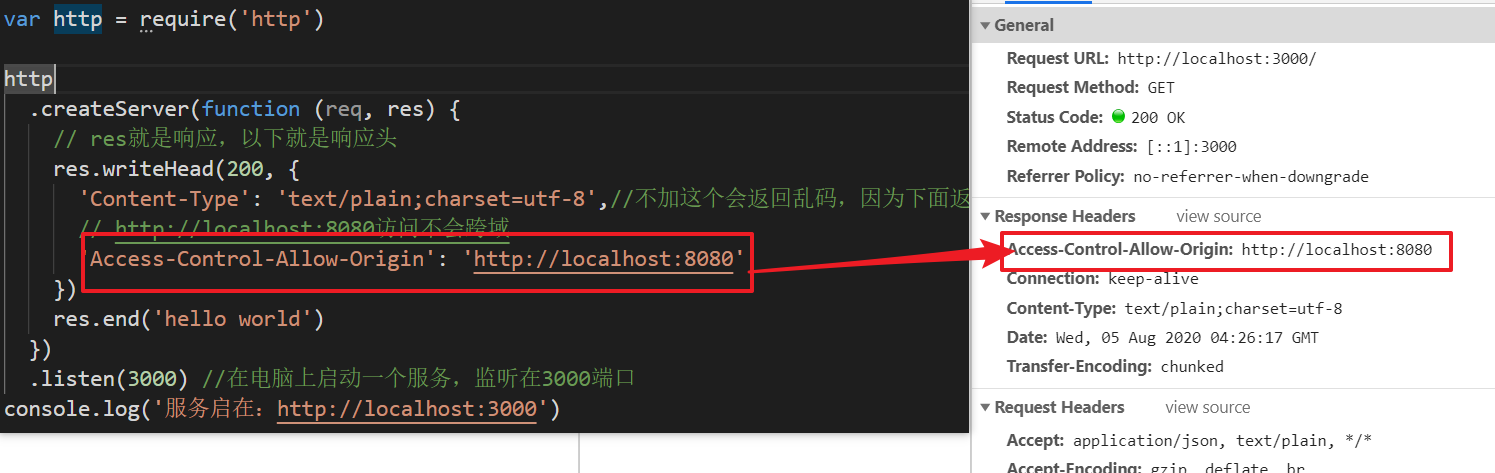 var http = require('http')
http
.createServer(function (req, res) {
// res就是响应，以下就是响应头
res.writeHead(200, {
'Content-Type': 'text/plain;charset=utf-8',//不加这个会返回乱码，因为下面返
// http://localhost:8080访问不会跨域
'Access-Control-Allow-Origin': 'http://localhost:8080'
})
res.end('hello world')
})
.listen(3000) //在电脑上启动一个服务，监听在3000端口
console.log('服务启在：http://localhost:3000')
General
Request URL: http://localhost:3000/
Request Method: GET
Status Code: 200 OK
Remote Address: [::1]:3000
Referrer Policy: no-referrer-when-downgrade
Response Headers view source
Access-Control-Allow-Origin: http://localhost:8080
Connection: keep-alive
Content-Type: text/plain;charset=utf-8
Date: Wed, 05 Aug 2020 04:26:17 GMT
Transfer-Encoding: chunked
Request Headers view source
Accept: application/json, text/plain, */*
Accept-Encoding: gzip, deflate, br